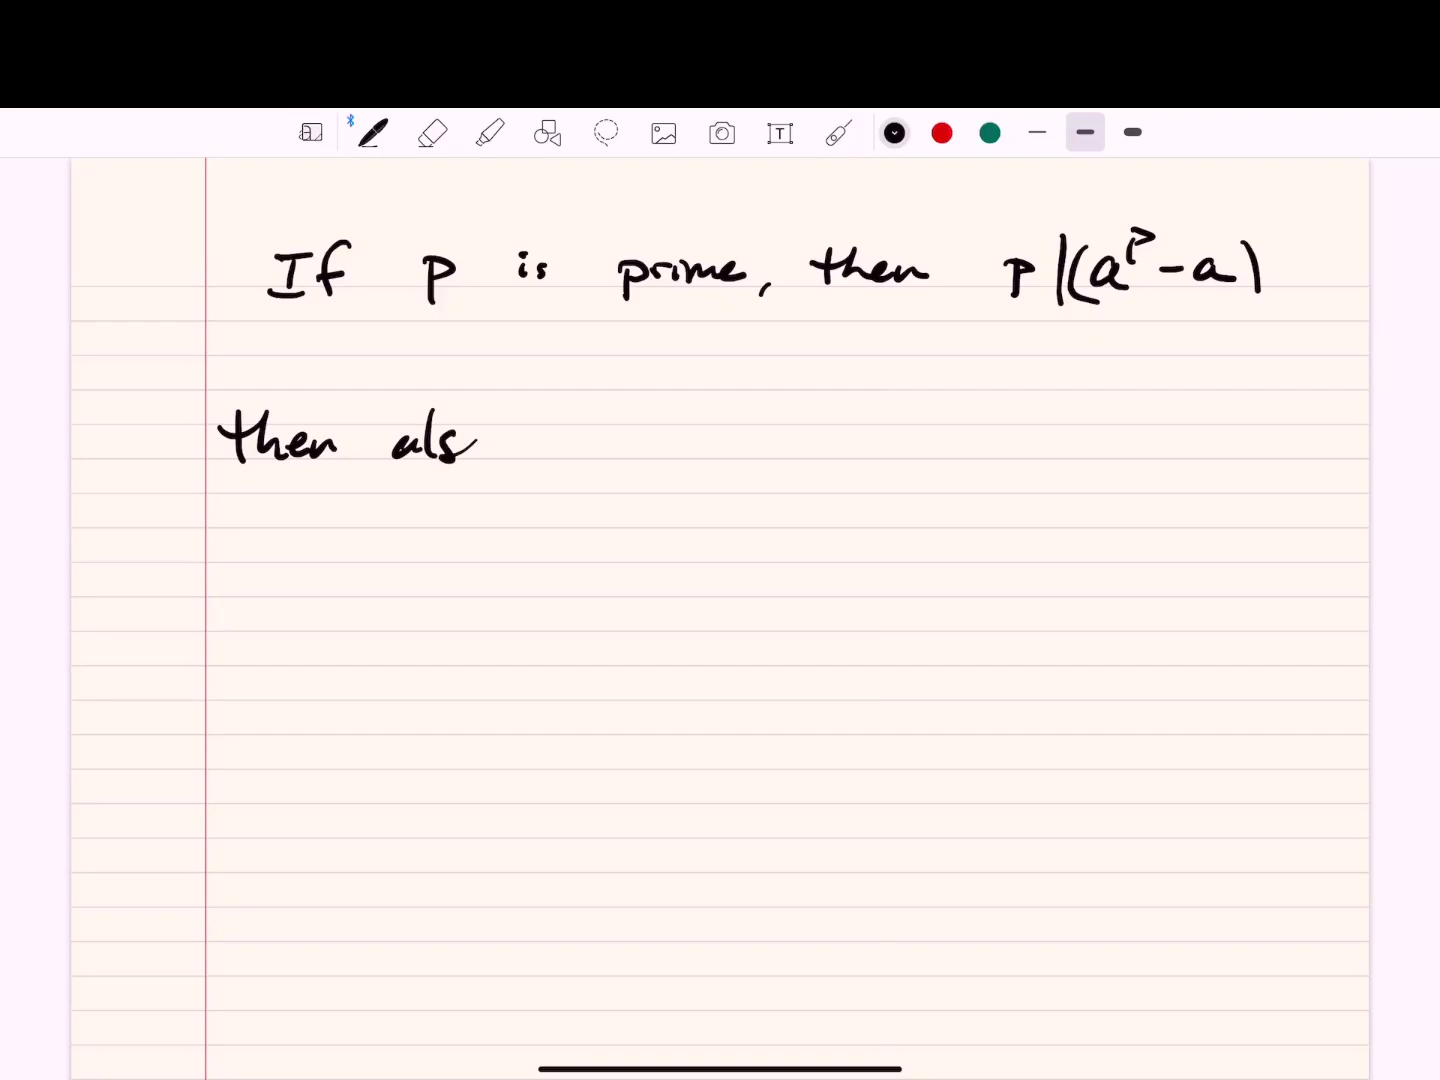 If p is prime, then p|(a^p - a)
then als